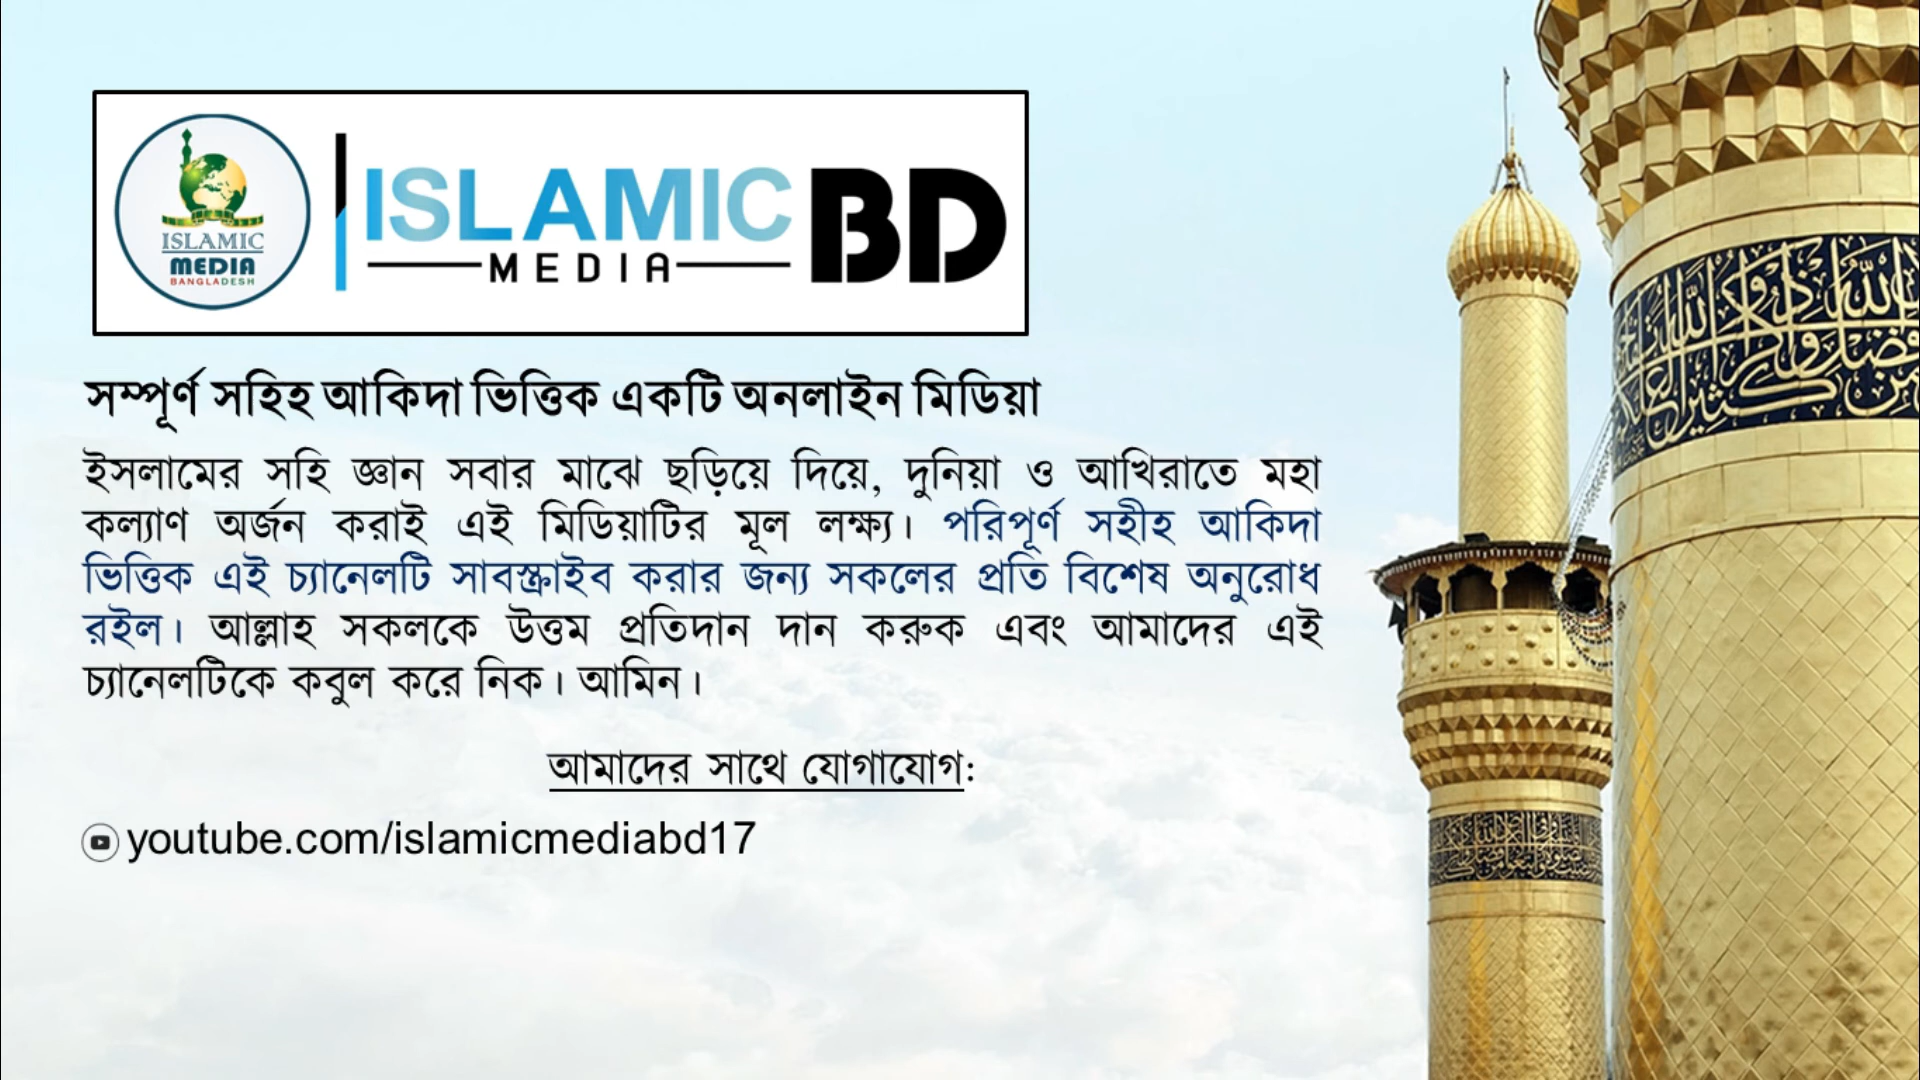 ISLAMIC
MEDIA
BANGLADESH
ISLAMIC BD
MEDIA
সম্পূর্ণ সহিহ আকিদা ভিত্তিক একটি অনলাইন মিডিয়া
ইসলামের সহি জ্ঞান সবার মাঝে ছড়িয়ে দিয়ে, দুনিয়া ও আখিরাতে মহা
কল্যাণ অর্জন করাই এই মিডিয়াটির মূল লক্ষ্য। পরিপূর্ণ সহীহ আকিদা
ভিত্তিক এই চ্যানেলটি সাবস্ক্রাইব করার জন্য সকলের প্রতি বিশেষ অনুরোধ
রইল। আল্লাহ সকলকে উত্তম প্রতিদান দান করুক এবং আমাদের এই
চ্যানেলটিকে কবুল করে নিক। আমিন।
আমাদের সাথে যোগাযোগ:
youtube.com/islamicmediabd17